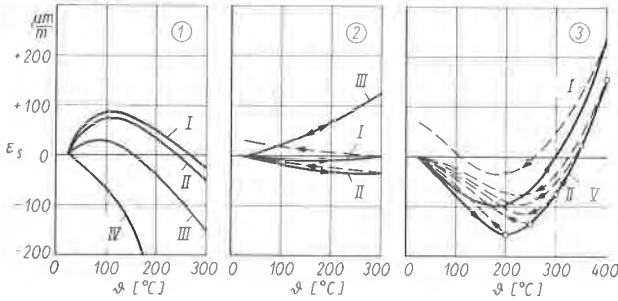 μm
m
+200
+100
εs
0
-100
-200
① I II III IV
0 100 200 300
ϑ [°C]
② III I II
0 100 200 300
ϑ [°C]
③ I II V
0 100 200 300 400
ϑ [°C]